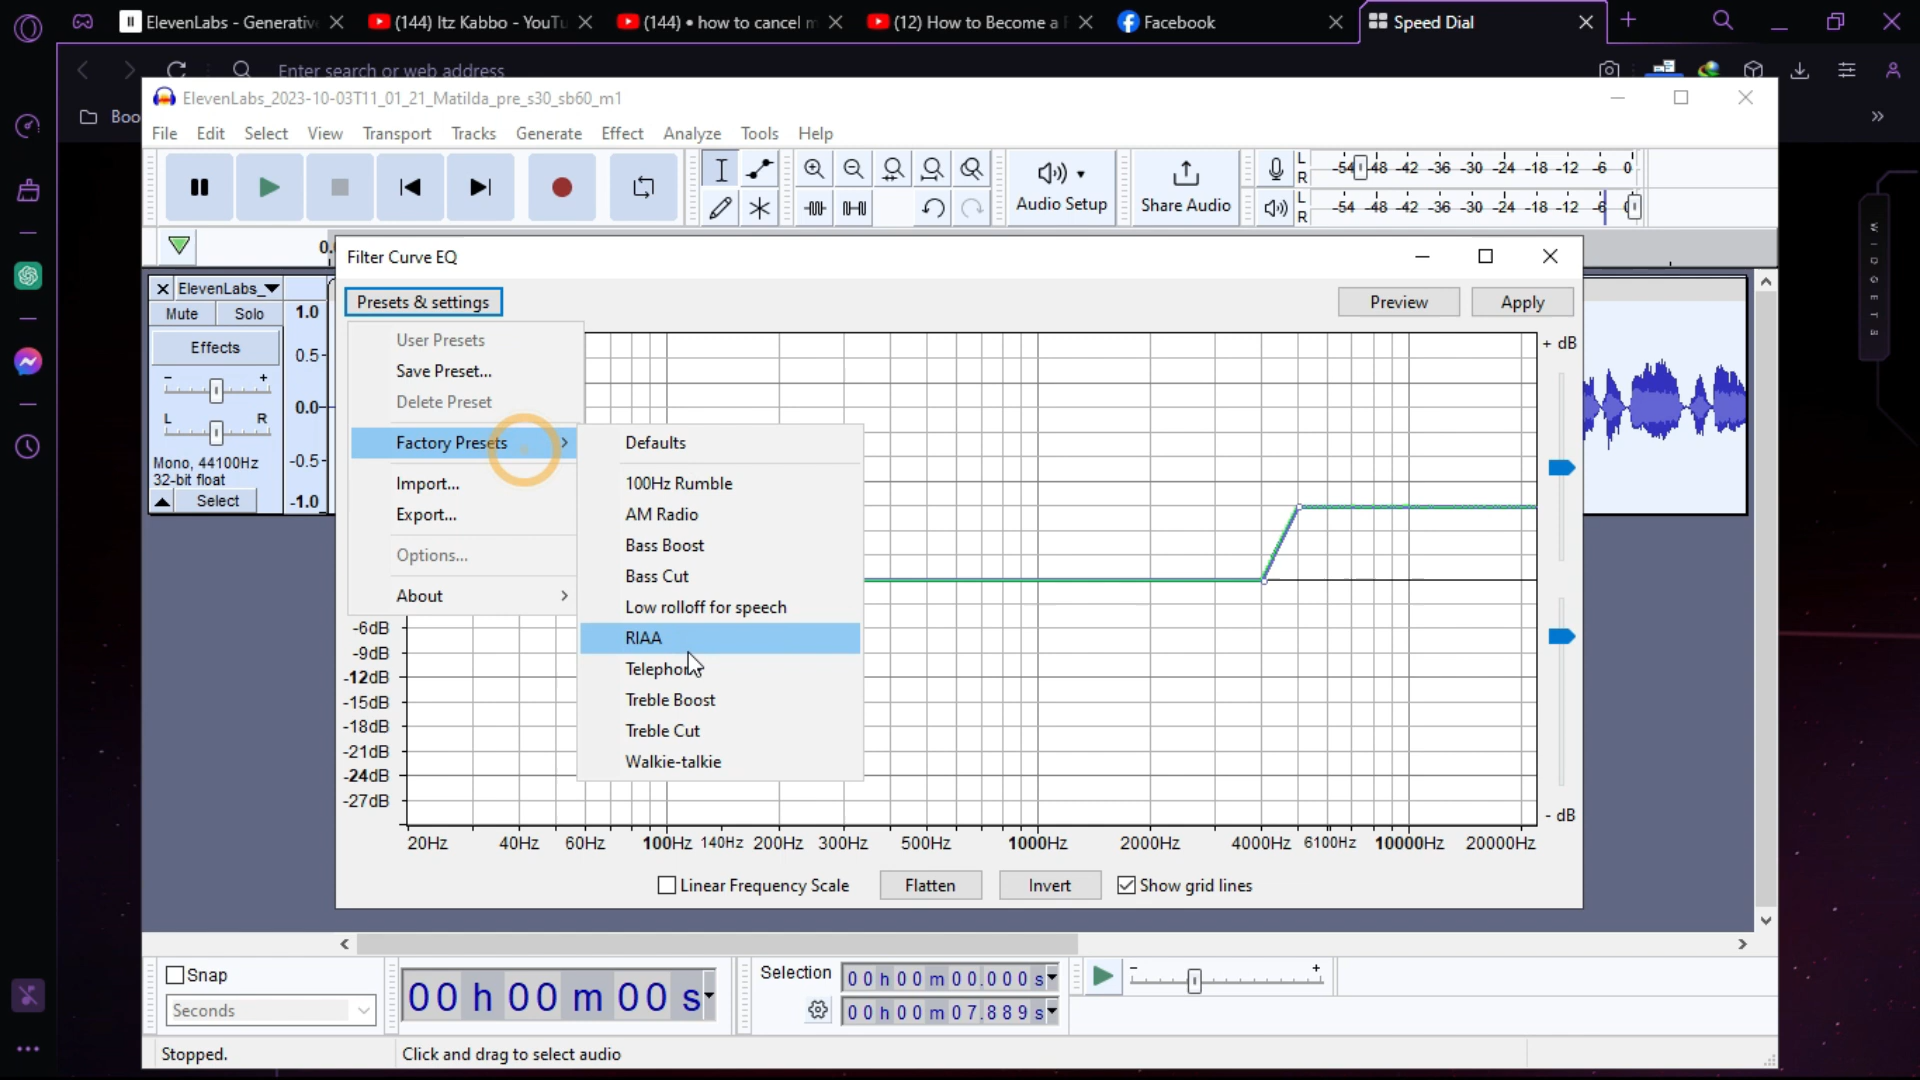 ElevenLabs - Generativ
(144) Itz Kabbo - YouTu
(144) • how to cancel m
(12) How to Become a F
Facebook
Speed Dial
Enter search or web address
Boo
ElevenLabs_2023-10-03T11_01_21_Matilda_pre_s30_sb60_m1
File Edit Select View Transport Tracks Generate Effect Analyze Tools Help
Audio Setup
Share Audio
L
R
-54 -48 -42 -36 -30 -24 -18 -12 -6 0
L
R
-54 -48 -42 -36 -30 -24 -18 -12 -6
WIDGETS
Filter Curve EQ
Presets & settings
Preview
Apply
ElevenLabs_
Mute Solo
Effects
- +
L R
Mono, 44100Hz
32-bit float
Select
1.0
0.5
0.0
-0.5
-1.0
User Presets
Save Preset...
Delete Preset
Factory Presets
Import...
Export...
Options...
About
Defaults
100Hz Rumble
AM Radio
Bass Boost
Bass Cut
Low rolloff for speech
RIAA
Telephone
Treble Boost
Treble Cut
Walkie-talkie
+ dB
- dB
-6dB
-9dB
-12dB
-15dB
-18dB
-21dB
-24dB
-27dB
20Hz 40Hz 60Hz 100Hz 140Hz 200Hz 300Hz 500Hz 1000Hz 2000Hz 4000Hz 6100Hz 10000Hz 20000Hz
Linear Frequency Scale
Flatten
Invert
Show grid lines
Snap
Seconds
00 h 00 m 00 s
Selection
00 h 00 m 00.000 s
00 h 00 m 07.889 s
- +
Stopped.
Click and drag to select audio